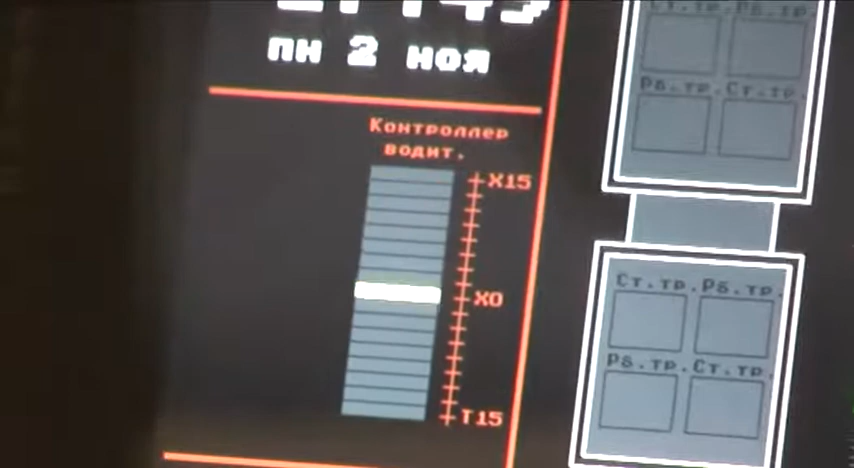 пн 2 ноя
Контроллер
водит.
X15
X0
T15
Ст.тр. Рб.тр.
Рб.тр. Ст.тр.
Ст.тр. Рб.тр.
Рб.тр. Ст.тр.